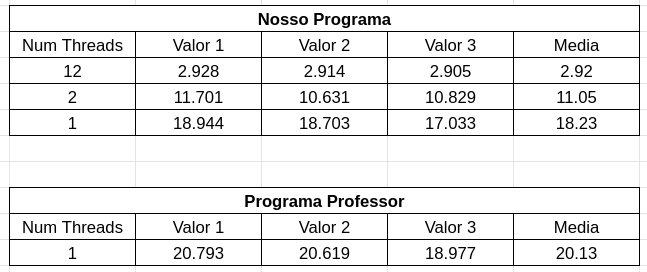 Nosso Programa
Num Threads Valor 1 Valor 2 Valor 3 Media
12 2.928 2.914 2.905 2.92
2 11.701 10.631 10.829 11.05
1 18.944 18.703 17.033 18.23
Programa Professor
Num Threads Valor 1 Valor 2 Valor 3 Media
1 20.793 20.619 18.977 20.13